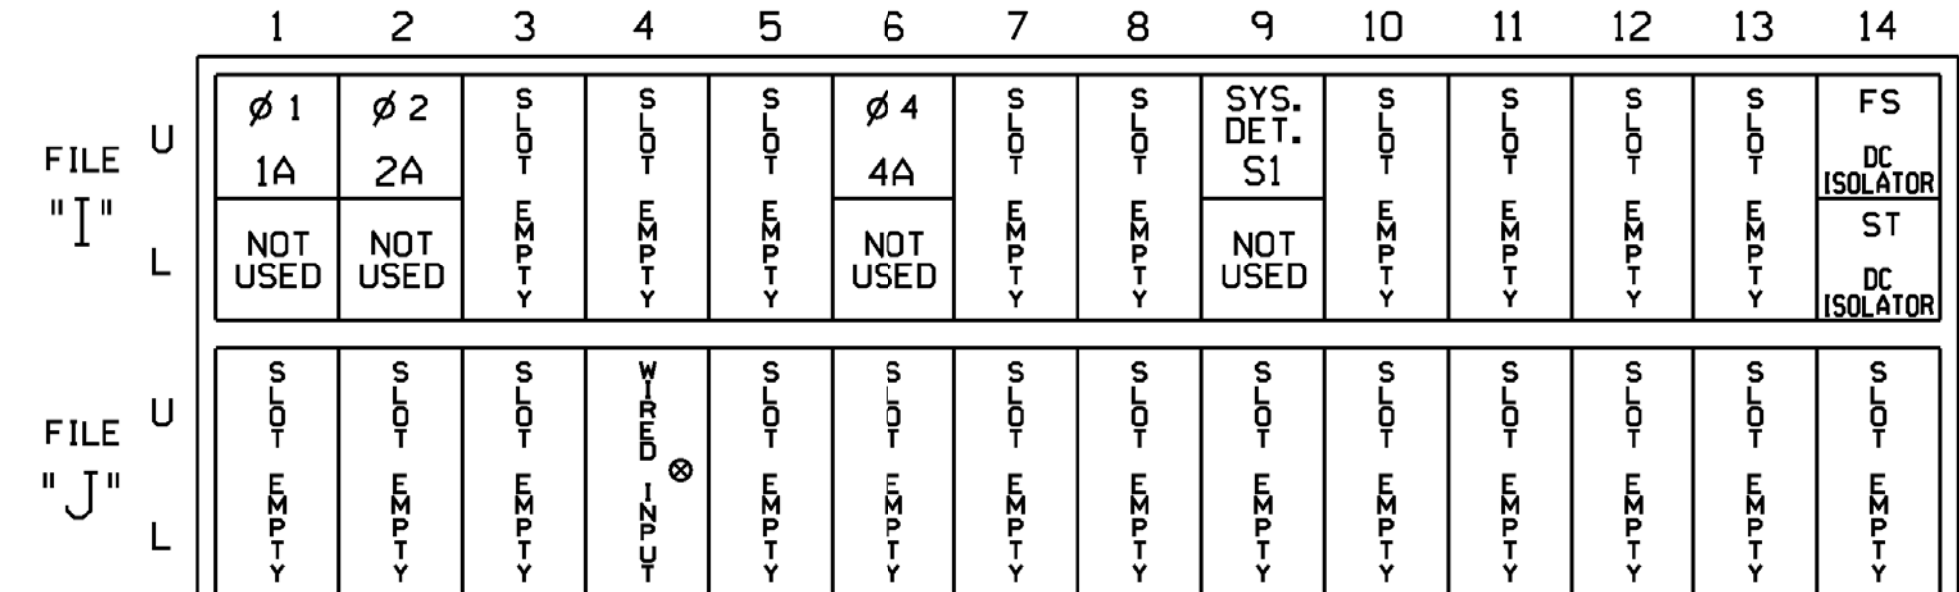 1 2 3 4 5 6 7 8 9 10 11 12 13 14
FILE "I"
U
L
Ø 1
1A
NOT
USED
Ø 2
2A
NOT
USED
SLOT EMPTY
SLOT EMPTY
SLOT EMPTY
Ø 4
4A
NOT
USED
SLOT EMPTY
SLOT EMPTY
SYS.
DET.
S1
NOT
USED
SLOT EMPTY
SLOT EMPTY
SLOT EMPTY
SLOT EMPTY
FS
DC
ISOLATOR
ST
DC
ISOLATOR
FILE "J"
U
L
SLOT EMPTY
SLOT EMPTY
SLOT EMPTY
WIRED INPUT ⊗
SLOT EMPTY
SLOT EMPTY
SLOT EMPTY
SLOT EMPTY
SLOT EMPTY
SLOT EMPTY
SLOT EMPTY
SLOT EMPTY
SLOT EMPTY
SLOT EMPTY